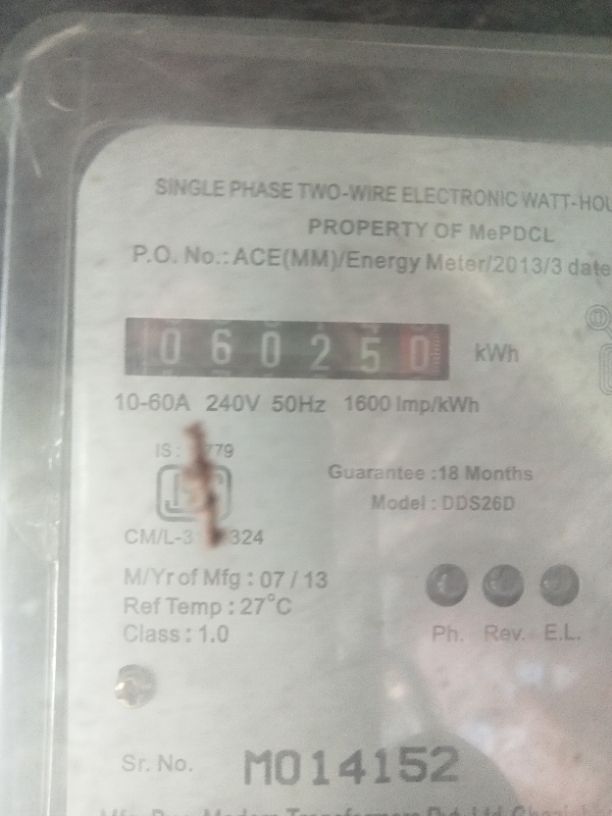 SINGLE PHASE TWO-WIRE ELECTRONIC WATT-HOU
PROPERTY OF MePDCL
P.O. No.:ACE(MM)/Energy Meter/2013/3 date
060250 kWh
10-60A 240V 50Hz 1600 Imp/kWh
IS: 779
Guarantee :18 Months
Model : DDS26D
CM/L-3 324
M/Yr of Mfg : 07 / 13
Ref Temp : 27°C
Class : 1.0
Ph. Rev. E.L.
Sr. No. M014152